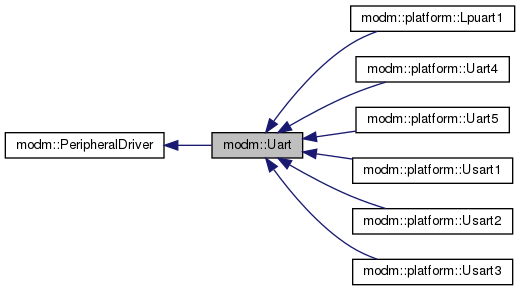 modm::platform::Lpuart1
modm::platform::Uart4
modm::platform::Uart5
modm::PeripheralDriver
modm::Uart
modm::platform::Usart1
modm::platform::Usart2
modm::platform::Usart3